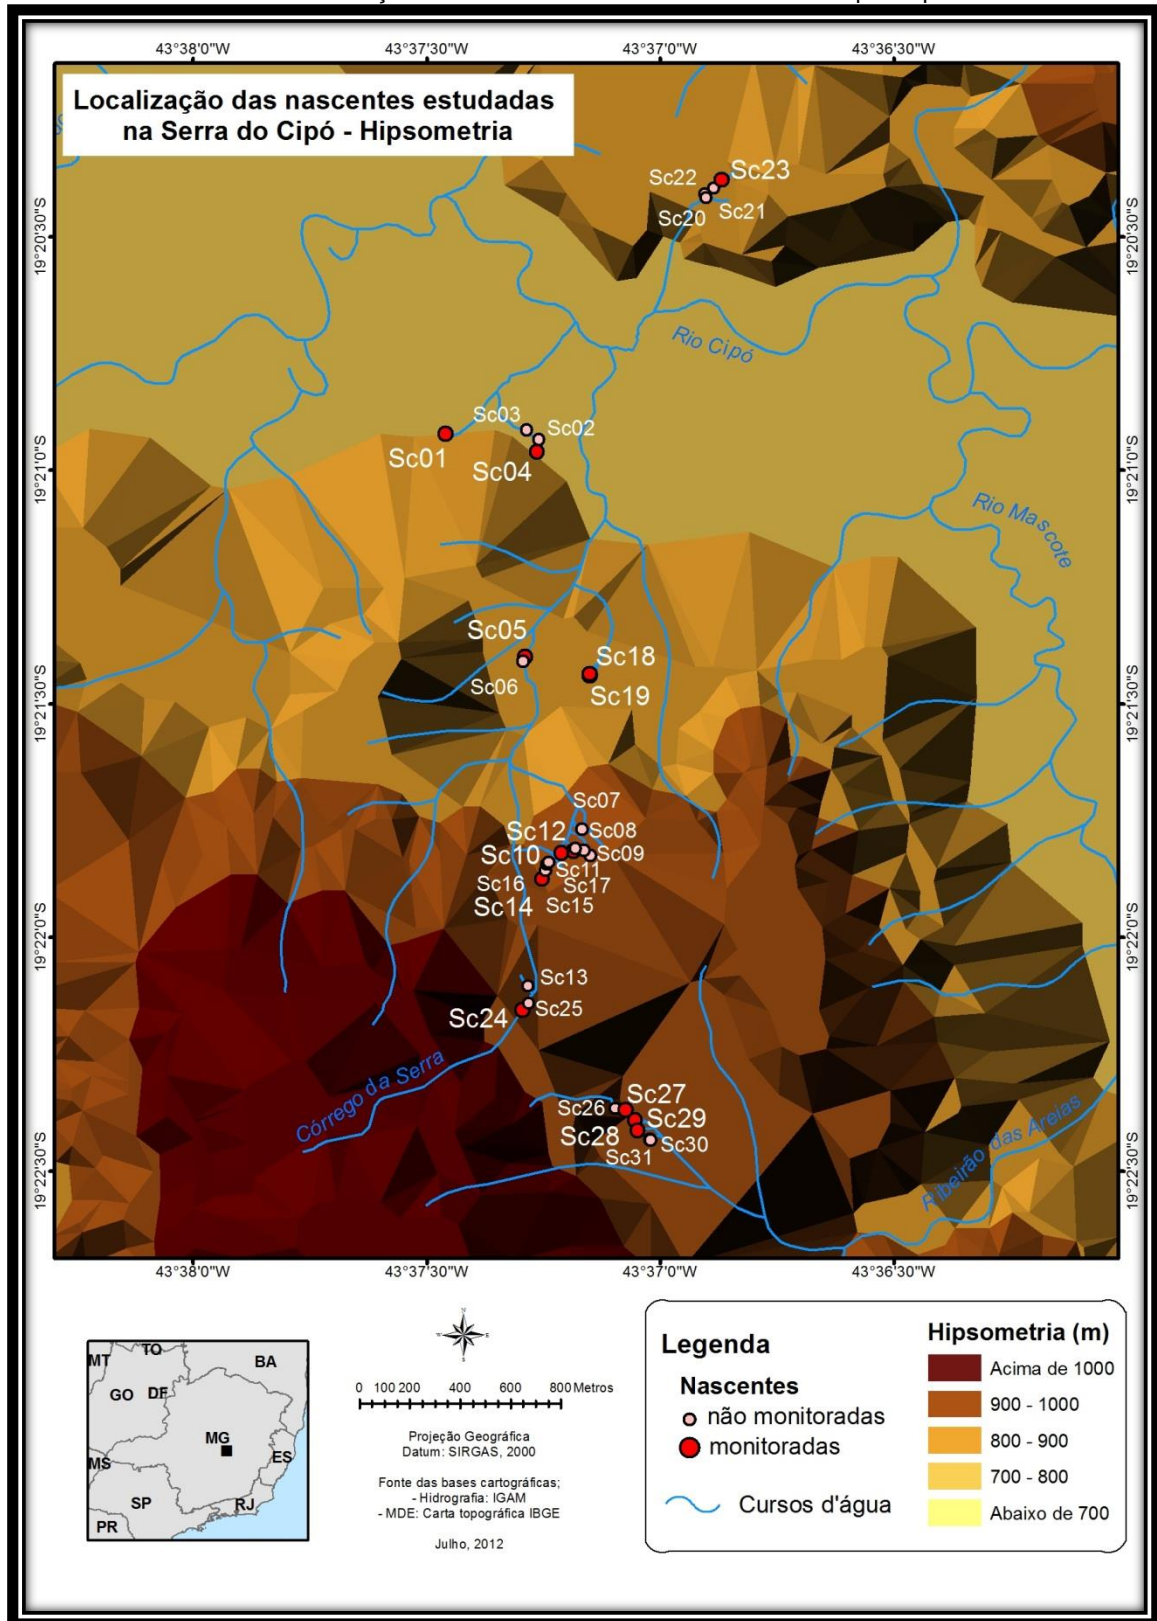 43°38'0"W 43°37'30"W 43°37'0"W 43°36'30"W
Localização das nascentes estudadas
na Serra do Cipó - Hipsometria
Sc22
Sc23
Sc20
Sc21
19°20'30"S
19°20'30"S
Rio Cipó
Sc03
Sc02
Sc01
Sc04
19°21'0"S
19°21'0"S
Rio Mascote
Sc05
Sc06
Sc18
Sc19
19°21'30"S
19°21'30"S
Sc07
Sc12
Sc08
Sc10
Sc09
Sc11
Sc16
Sc17
Sc14
Sc15
19°22'0"S
19°22'0"S
Sc13
Sc24
Sc25
Córrego da Serra
Sc26
Sc27
Sc29
Sc28
Sc30
Sc31
Ribeirão das Areias
19°22'30"S
19°22'30"S
43°38'0"W 43°37'30"W 43°37'0"W 43°36'30"W
MT
TO
BA
GO
DF
MG
MS
ES
SP
RJ
PR
N
W
E
S
0 100 200 400 600 800 Metros
Projeção Geográfica
Datum: SIRGAS, 2000
Fonte das bases cartográficas;
- Hidrografia: IGAM
- MDE: Carta topográfica IBGE
Julho, 2012
Legenda
Nascentes
não monitoradas
monitoradas
Cursos d'água
Hipsometria (m)
Acima de 1000
900 - 1000
800 - 900
700 - 800
Abaixo de 700